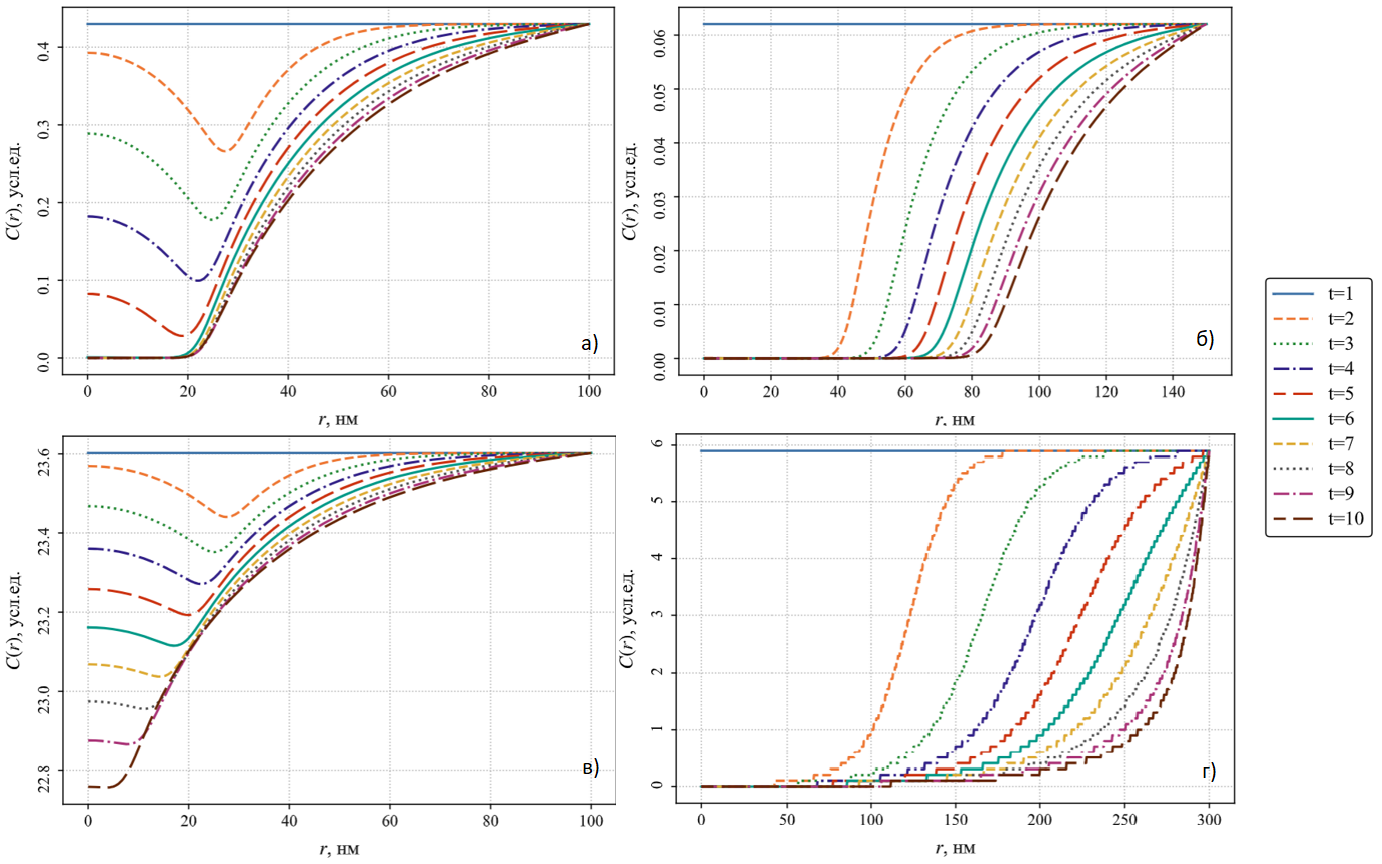 C(r), усл.ед.
0.4
0.3
0.2
0.1
0.0
0
20
40
60
80
100
r, нм
а)
C(r), усл.ед.
0.06
0.05
0.04
0.03
0.02
0.01
0.00
0
20
40
60
80
100
120
140
r, нм
б)
C(r), усл.ед.
23.6
23.4
23.2
23.0
22.8
0
20
40
60
80
100
r, нм
в)
C(r), усл.ед.
6
5
4
3
2
1
0
0
50
100
150
200
250
300
r, нм
г)
t=1
t=2
t=3
t=4
t=5
t=6
t=7
t=8
t=9
t=10